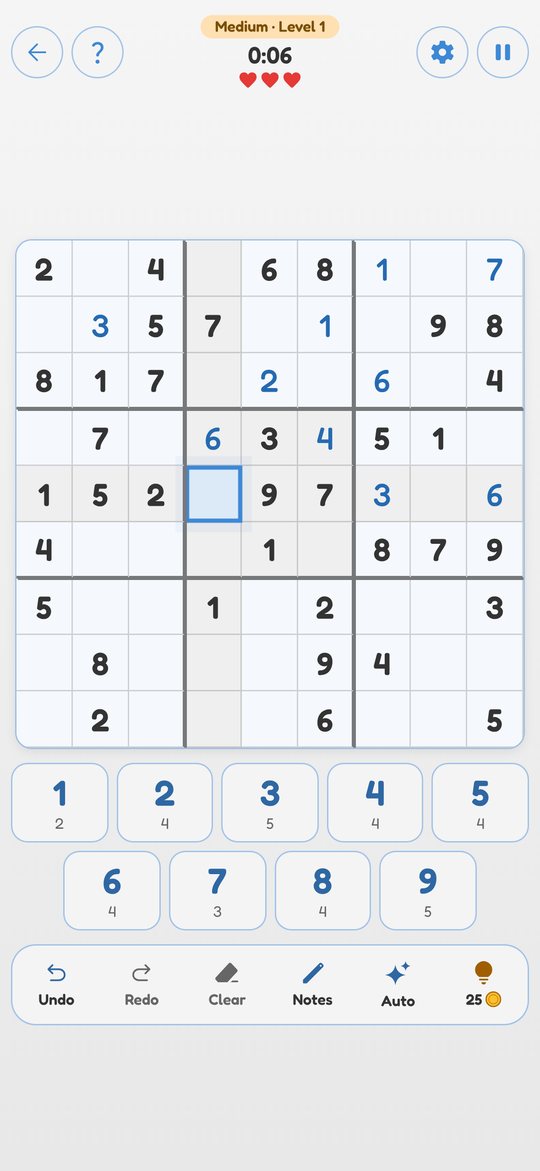 Medium · Level 1
?
0:06
2 4 6 8 1 7
3 5 7 1 9 8
8 1 7 2 6 4
7 6 3 4 5 1
1 5 2 9 7 3 6
4 1 8 7 9
5 1 2 3
8 9 4
2 6 5
1 2 3 4 5
2 4 5 4 4
6 7 8 9
4 3 4 5
Undo Redo Clear Notes Auto 25